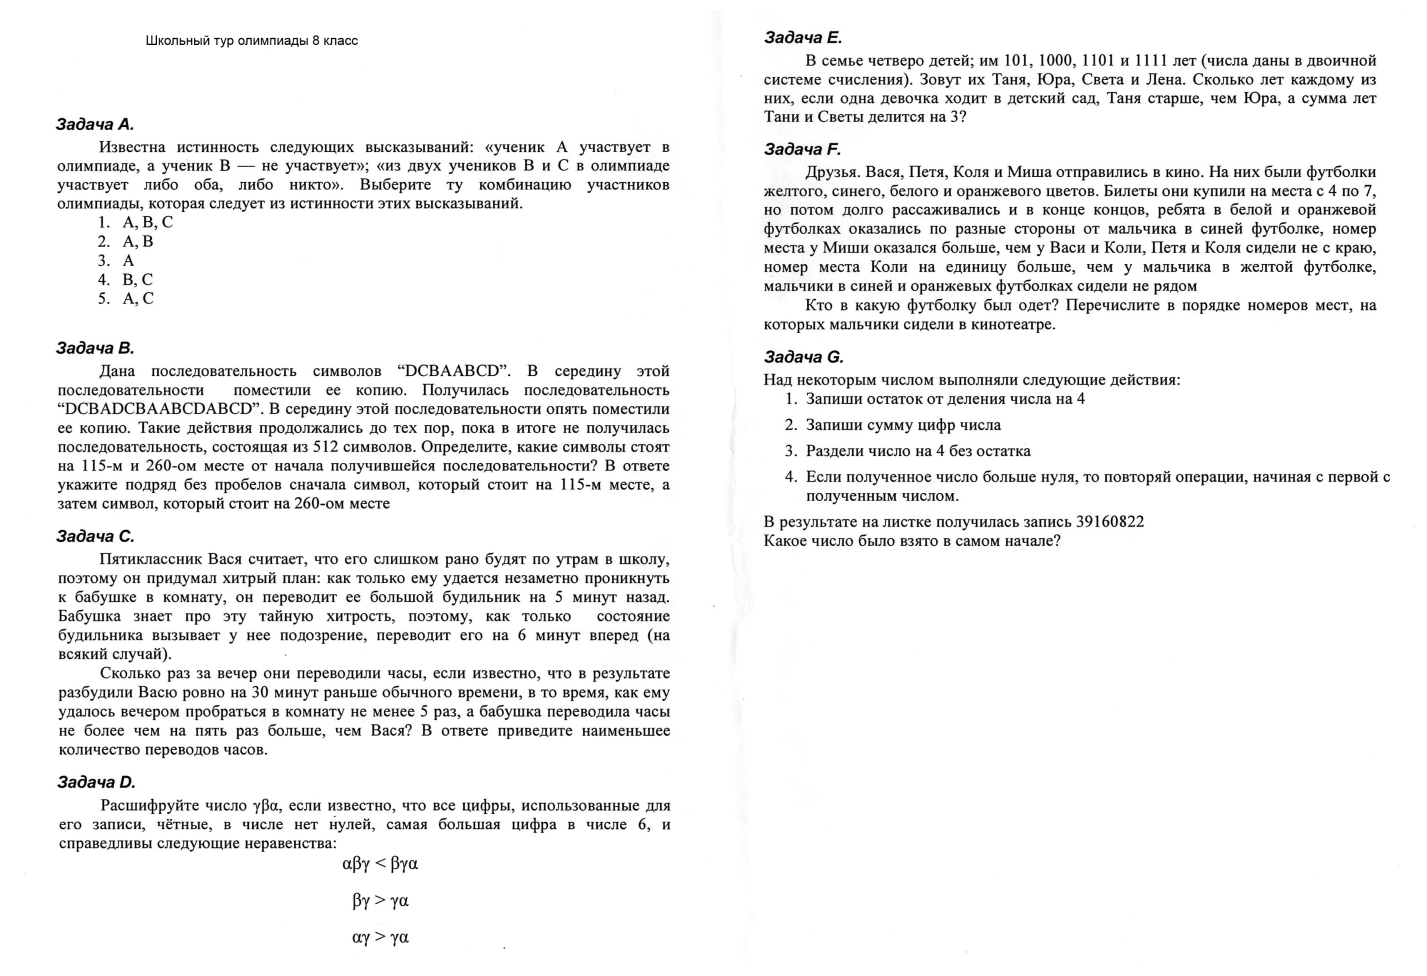 Школьный тур олимпиады 8 класс
Задача A.
Известна истинность следующих высказываний: «ученик А участвует в
олимпиаде, а ученик В — не участвует»; «из двух учеников В и С в олимпиаде
участвует либо оба, либо никто». Выберите ту комбинацию участников
олимпиады, которая следует из истинности этих высказываний.
1. А, В, С
2. А, В
3. А
4. В, С
5. А, С
Задача B.
Дана последовательность символов “DCBAABCD”. В середину этой
последовательности поместили ее копию. Получилась последовательность
“DCBADCBAABCDABCD”. В середину этой последовательности опять поместили
ее копию. Такие действия продолжались до тех пор, пока в итоге не получилась
последовательность, состоящая из 512 символов. Определите, какие символы стоят
на 115-м и 260-ом месте от начала получившейся последовательности? В ответе
укажите подряд без пробелов сначала символ, который стоит на 115-м месте, а
затем символ, который стоит на 260-ом месте
Задача C.
Пятиклассник Вася считает, что его слишком рано будят по утрам в школу,
поэтому он придумал хитрый план: как только ему удается незаметно проникнуть
к бабушке в комнату, он переводит ее большой будильник на 5 минут назад.
Бабушка знает про эту тайную хитрость, поэтому, как только состояние
будильника вызывает у нее подозрение, переводит его на 6 минут вперед (на
всякий случай).
Сколько раз за вечер они переводили часы, если известно, что в результате
разбудили Васю ровно на 30 минут раньше обычного времени, в то время, как ему
удалось вечером пробраться в комнату не менее 5 раз, а бабушка переводила часы
не более чем на пять раз больше, чем Вася? В ответе приведите наименьшее
количество переводов часов.
Задача D.
Расшифруйте число γβα, если известно, что все цифры, использованные для
его записи, чётные, в числе нет нулей, самая большая цифра в числе 6, и
справедливы следующие неравенства:
αβγ < βγα
βγ > γα
αγ > γα
Задача E.
В семье четверо детей; им 101, 1000, 1101 и 1111 лет (числа даны в двоичной
системе счисления). Зовут их Таня, Юра, Света и Лена. Сколько лет каждому из
них, если одна девочка ходит в детский сад, Таня старше, чем Юра, а сумма лет
Тани и Светы делится на 3?
Задача F.
Друзья. Вася, Петя, Коля и Миша отправились в кино. На них были футболки
желтого, синего, белого и оранжевого цветов. Билеты они купили на места с 4 по 7,
но потом долго рассаживались и в конце концов, ребята в белой и оранжевой
футболках оказались по разные стороны от мальчика в синей футболке, номер
места у Миши оказался больше, чем у Васи и Коли, Петя и Коля сидели не с краю,
номер места Коли на единицу больше, чем у мальчика в желтой футболке,
мальчики в синей и оранжевых футболках сидели не рядом
Кто в какую футболку был одет? Перечислите в порядке номеров мест, на
которых мальчики сидели в кинотеатре.
Задача G.
Над некоторым числом выполняли следующие действия:
1. Запиши остаток от деления числа на 4
2. Запиши сумму цифр числа
3. Раздели число на 4 без остатка
4. Если полученное число больше нуля, то повторяй операции, начиная с первой с
полученным числом.
В результате на листке получилась запись 39160822
Какое число было взято в самом начале?